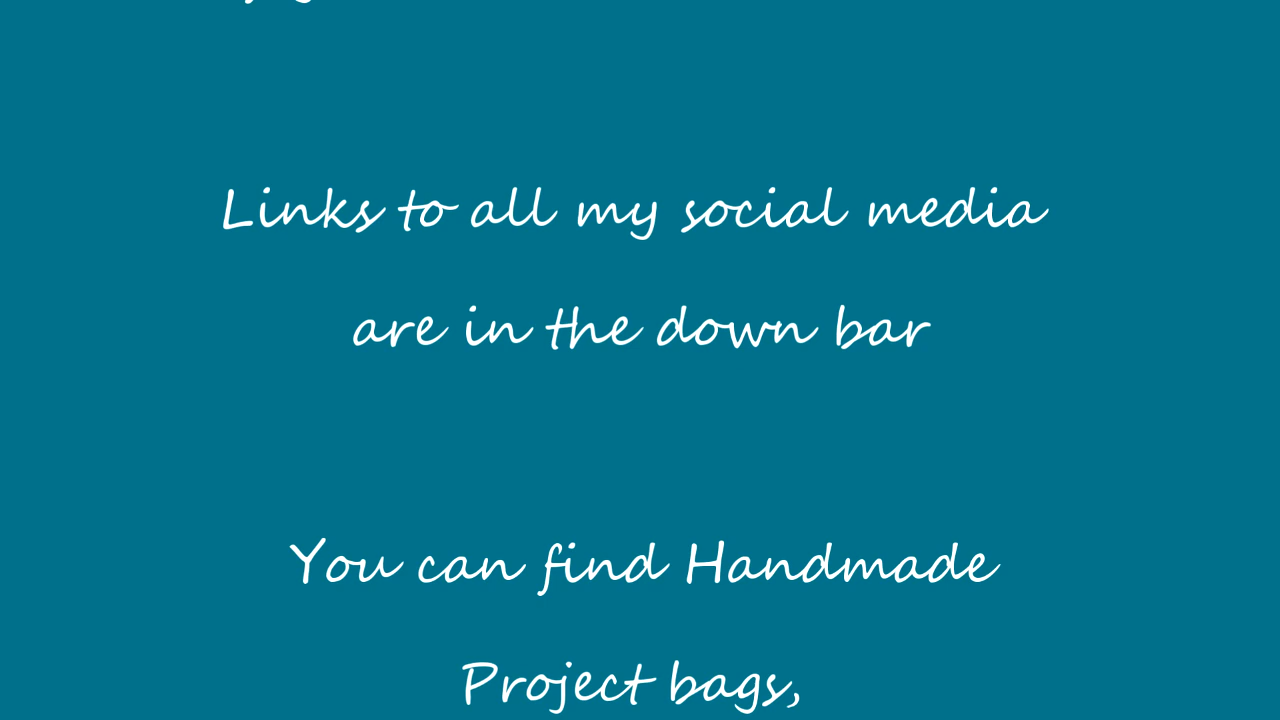 Links to all my social media
are in the down bar
You can find Handmade
Project bags,